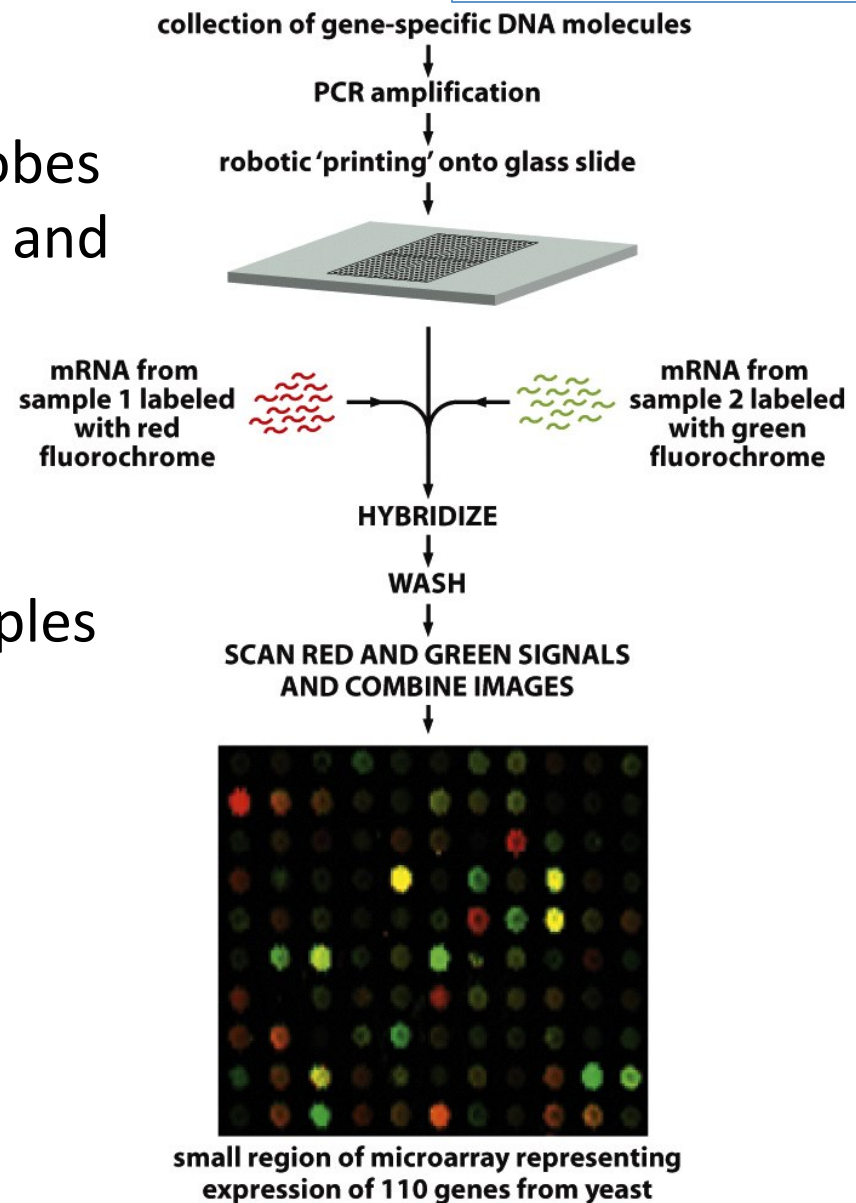 collection of gene-specific DNA molecules
PCR amplification
robotic ‘printing’ onto glass slide
and
mRNA from
sample 1 labeled
with red
fluorochrome
mRNA from
sample 2 labeled
with green
fluorochrome
HYBRIDIZE
WASH
SCAN RED AND GREEN SIGNALS
AND COMBINE IMAGES
small region of microarray representing
expression of 110 genes from yeast